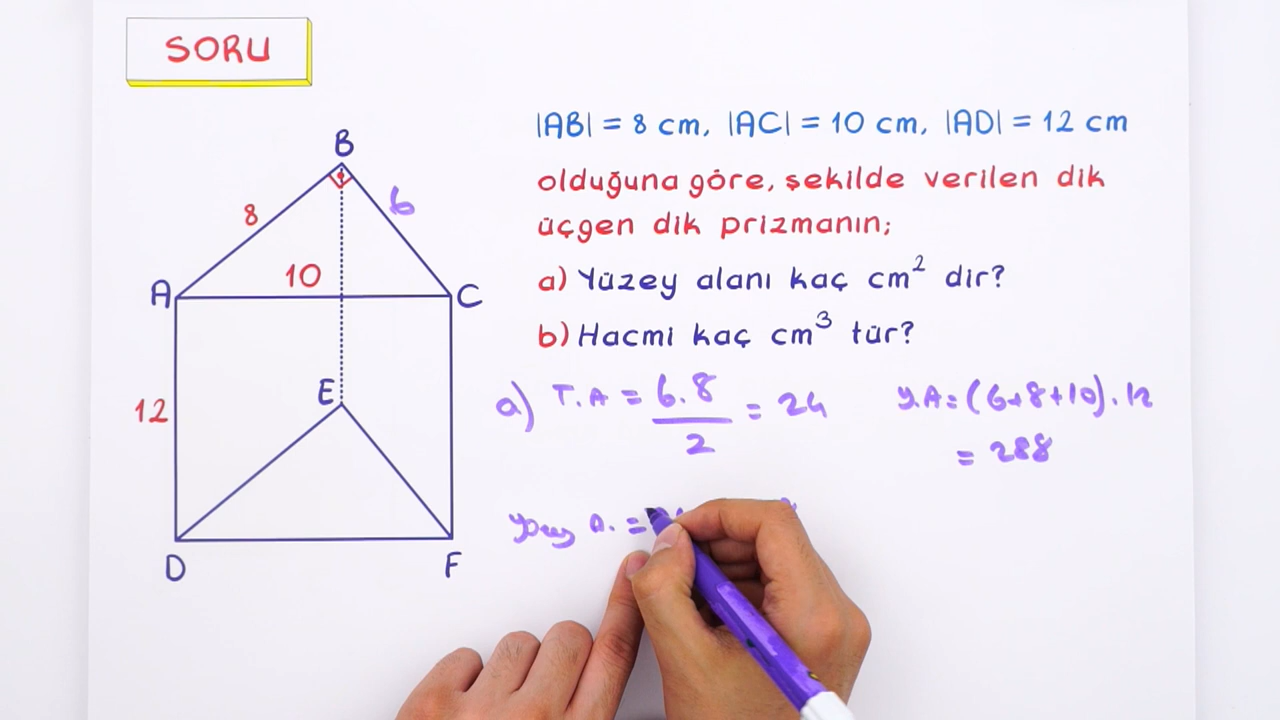 SORU
|AB| = 8 cm, |AC| = 10 cm, |AD| = 12 cm
olduğuna göre, şekilde verilen dik
üçgen dik prizmanın;
a) Yüzey alanı kaç cm² dir?
b) Hacmi kaç cm³ tür?
B
8
6
10
A
C
12
E
D
F
a) T.A = 6.8 / 2 = 24
Y.A = (6+8+10).12
= 288
A. =